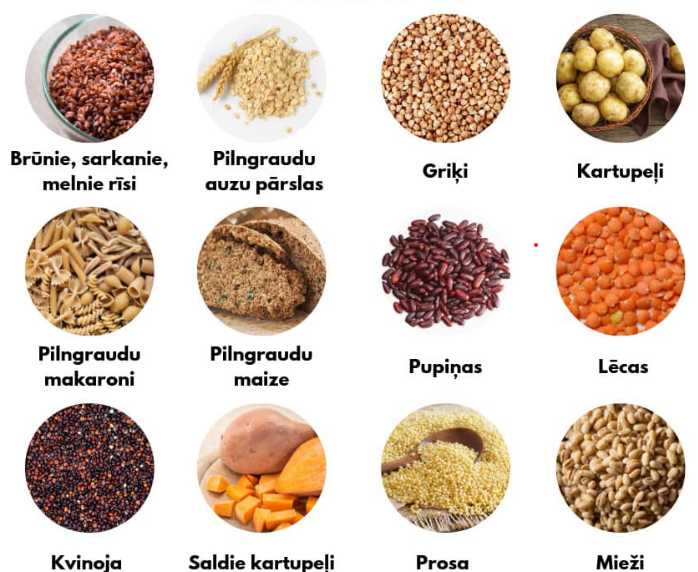 Brūnie, sarkanie,
melnie rīsi
Pilngraudu
auzu pārslas
Griķi
Kartupeļi
Pilngraudu
makaroni
Pilngraudu
maize
Pupiņas
Lēcas
Kvinoja
Saldie kartupeļi
Prosa
Mieži